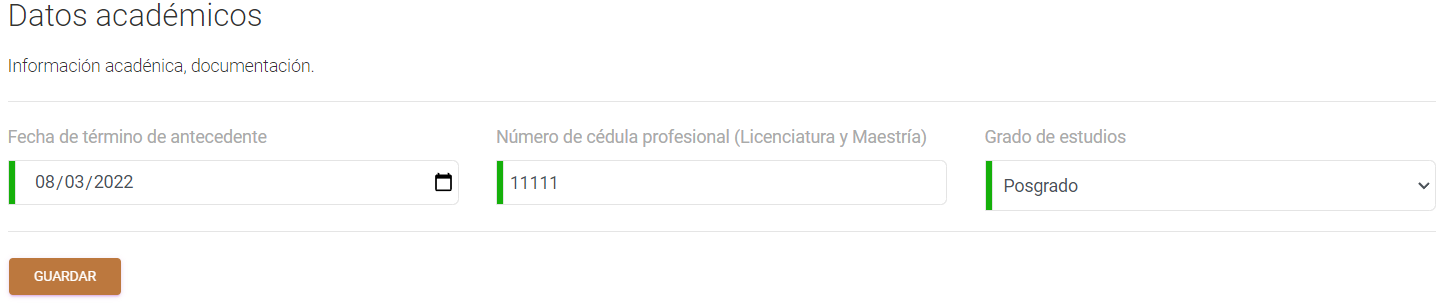 Datos académicos
Información acadénica, documentación.
Fecha de término de antecedente
Número de cédula profesional (Licenciatura y Maestría)
Grado de estudios
08/03/2022
11111
Posgrado
GUARDAR